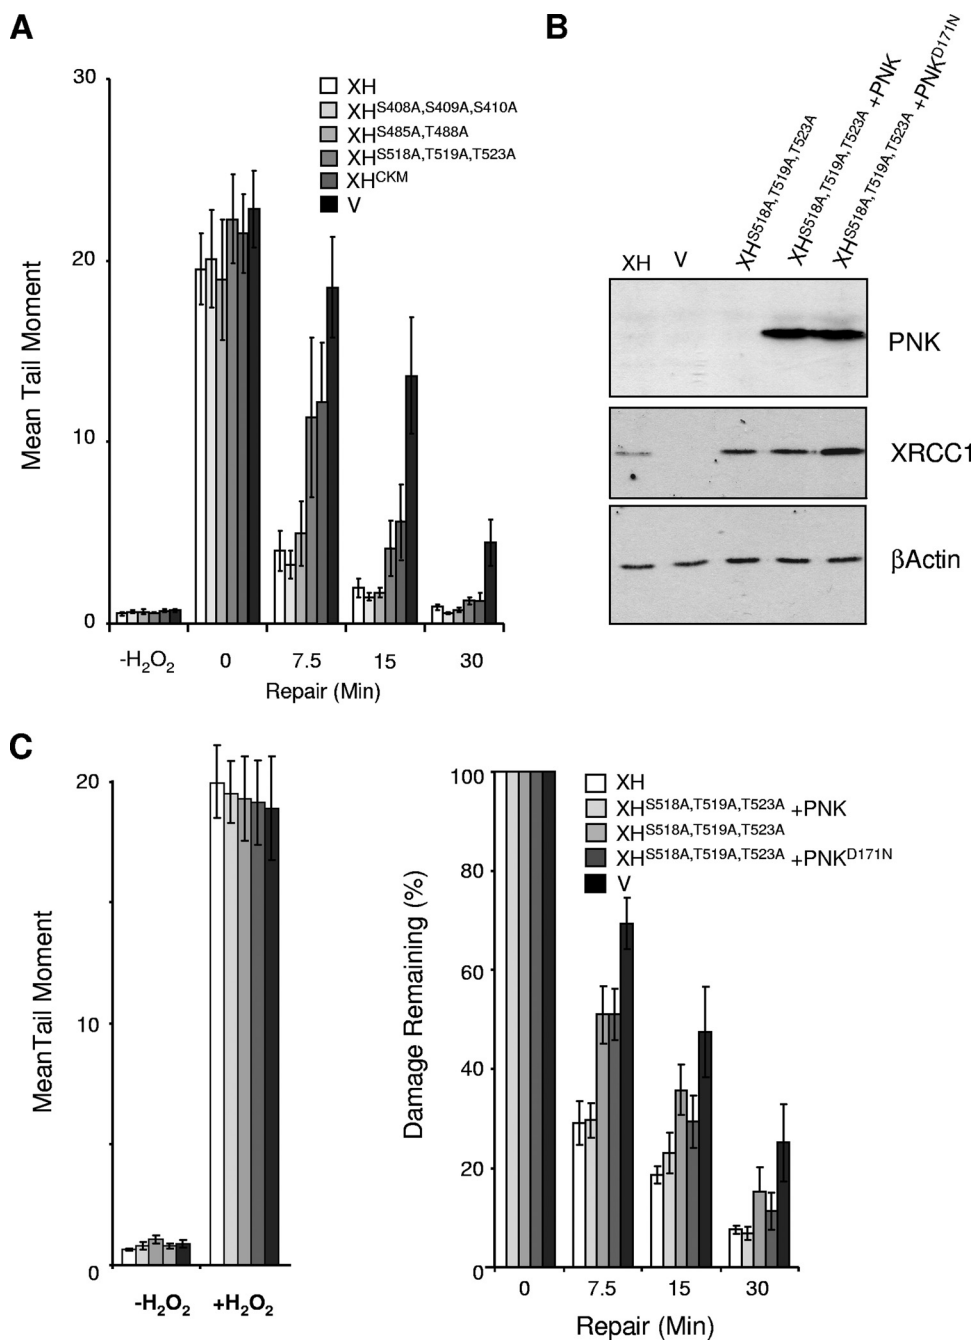 A
30
20
10
0
Mean Tail Moment
XH
XH^S408A,S409A,S410A
XH^S485A,T488A
XH^S518A,T519A,T523A
XH^CKM
V
-H₂O₂ 0 7.5 15 30
Repair (Min)
B
XH
V
XH^S518A,T519A,T523A
XH^S518A,T519A,T523A +PNK
XH^S518A,T519A,T523A +PNK^D171N
PNK
XRCC1
βActin
C
20
10
0
MeanTail Moment
-H₂O₂ +H₂O₂
100
80
60
40
20
0
Damage Remaining (%)
XH
XH^S518A,T519A,T523A +PNK
XH^S518A,T519A,T523A
XH^S518A,T519A,T523A +PNK^D171N
V
0 7.5 15 30
Repair (Min)